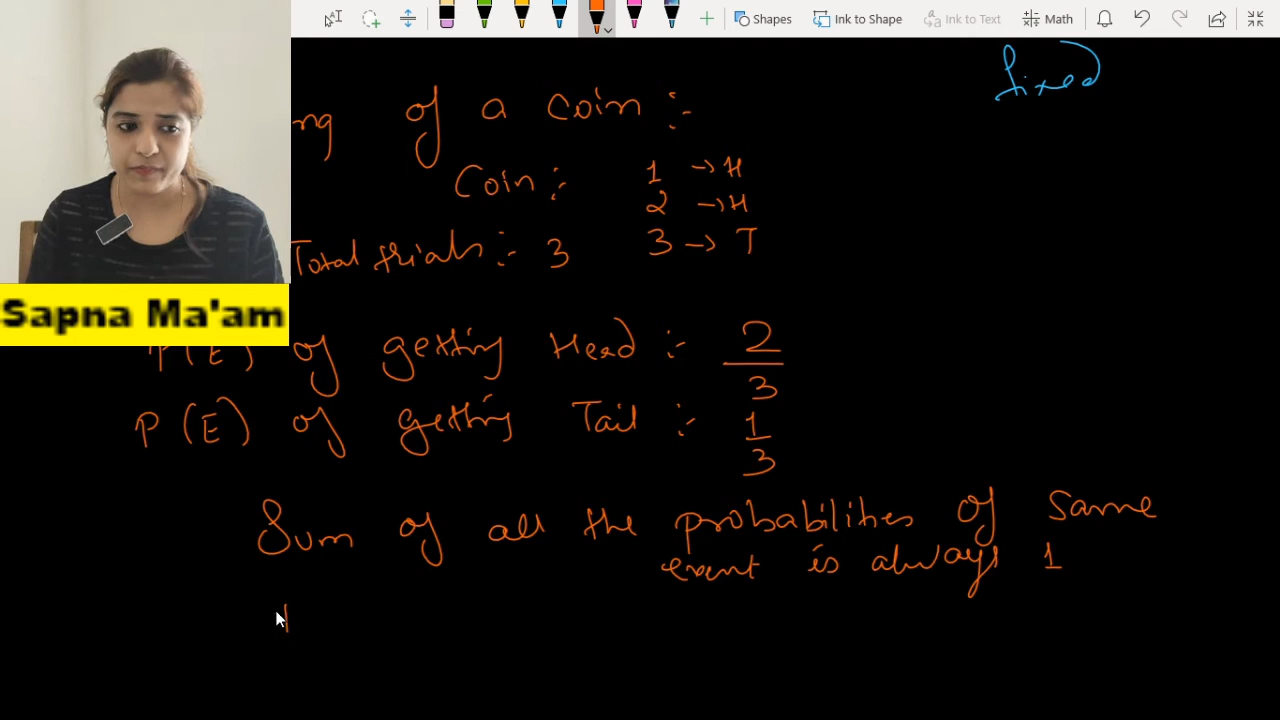 Shapes Ink to Shape Ink to Text Math
fixed
ng of a coin :-
Coin :- 1 → H
2 → H
Total trials :- 3 3 → T
Sapna Ma'am
P(E) of getting Head :- 2/3
P(E) of getting Tail :- 1/3
Sum of all the probabilities of same
event is always 1